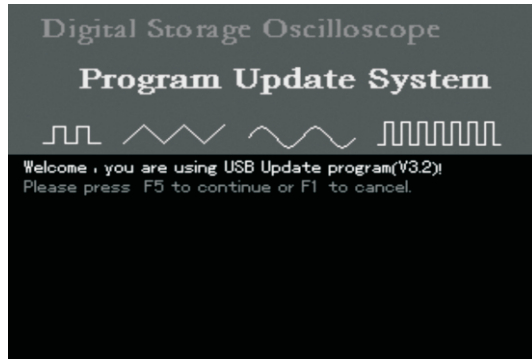 Digital Storage Oscilloscope
Program Update System
Welcome , you are using USB Update program(V3.2)!
Please press F5 to continue or F1 to cancel.